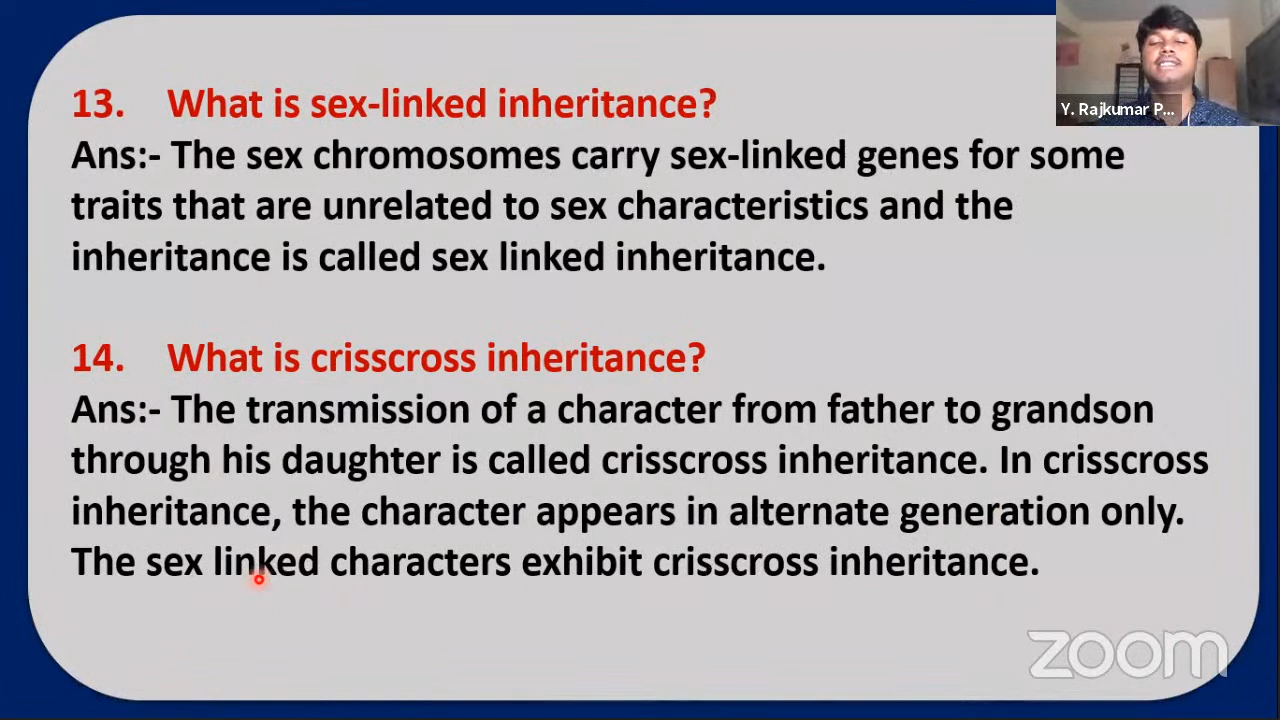 Y. Rajkumar P...
13. What is sex-linked inheritance?
Ans:- The sex chromosomes carry sex-linked genes for some
traits that are unrelated to sex characteristics and the
inheritance is called sex linked inheritance.
14. What is crisscross inheritance?
Ans:- The transmission of a character from father to grandson
through his daughter is called crisscross inheritance. In crisscross
inheritance, the character appears in alternate generation only.
The sex linked characters exhibit crisscross inheritance.
zoom